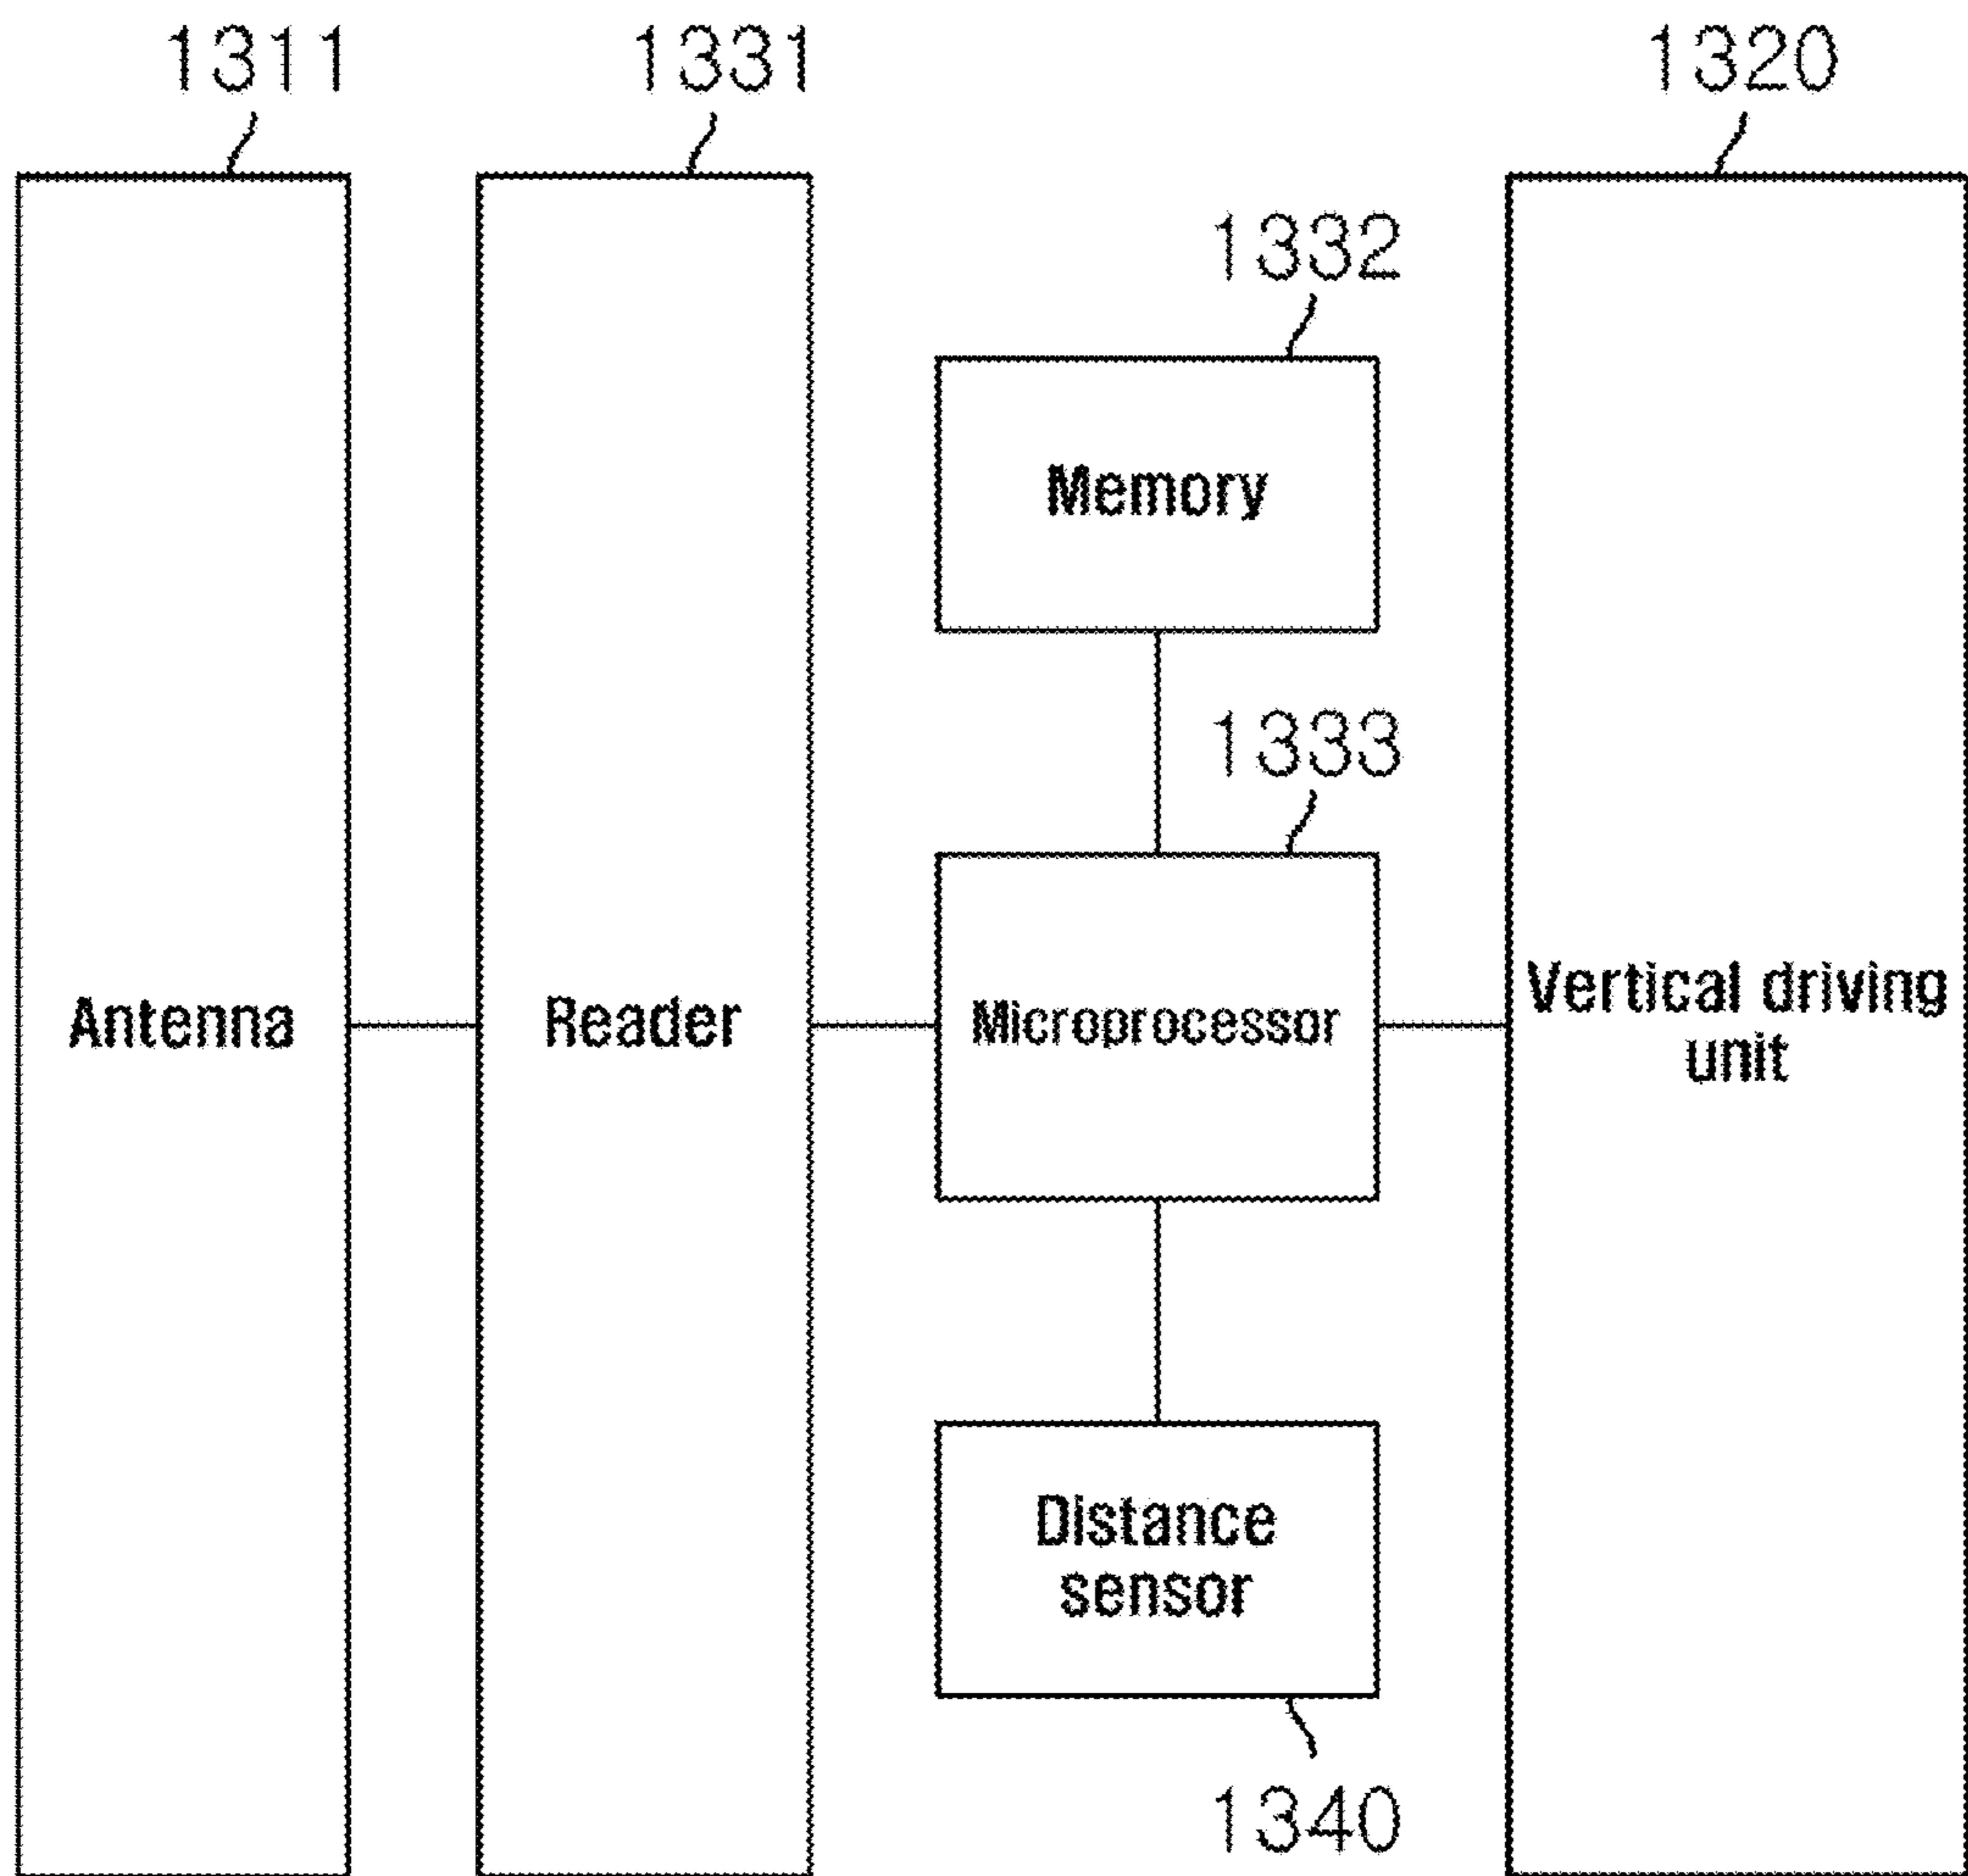 1311
1331
1320
1332
Memory
1333
Antenna
Reader
Microprocessor
Vertical driving
unit
Distance
sensor
1340